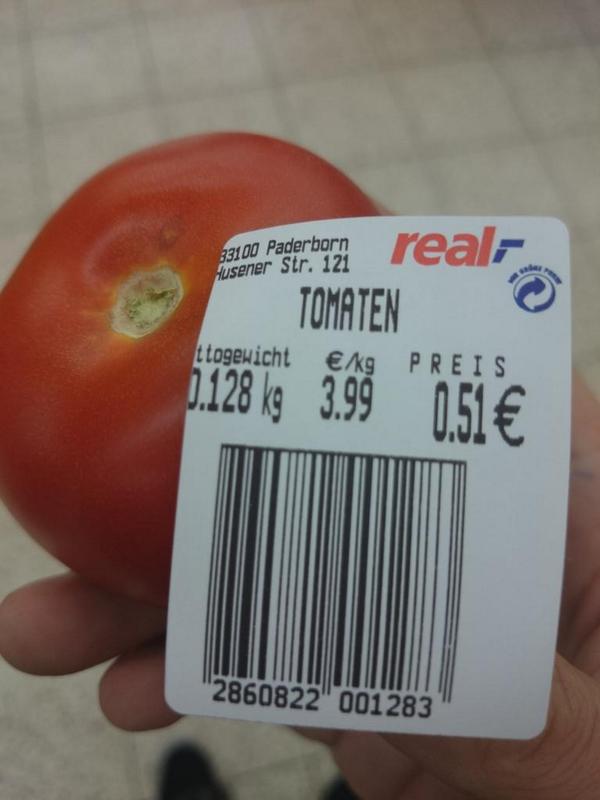 33100 Paderborn
Husener Str. 121
real,-
TOMATEN
ttogewicht €/kg PREIS
0.128 kg 3.99 0.51€
2860822 001283